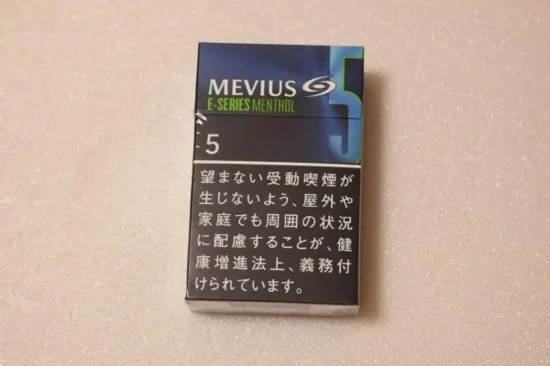 MEVIUS
E-SERIES MENTHOL
5
5
望まない受動喫煙が
生じないよう、屋外や
家庭でも周囲の状況
に配慮することが、健
康増進法上、義務付
けられています。